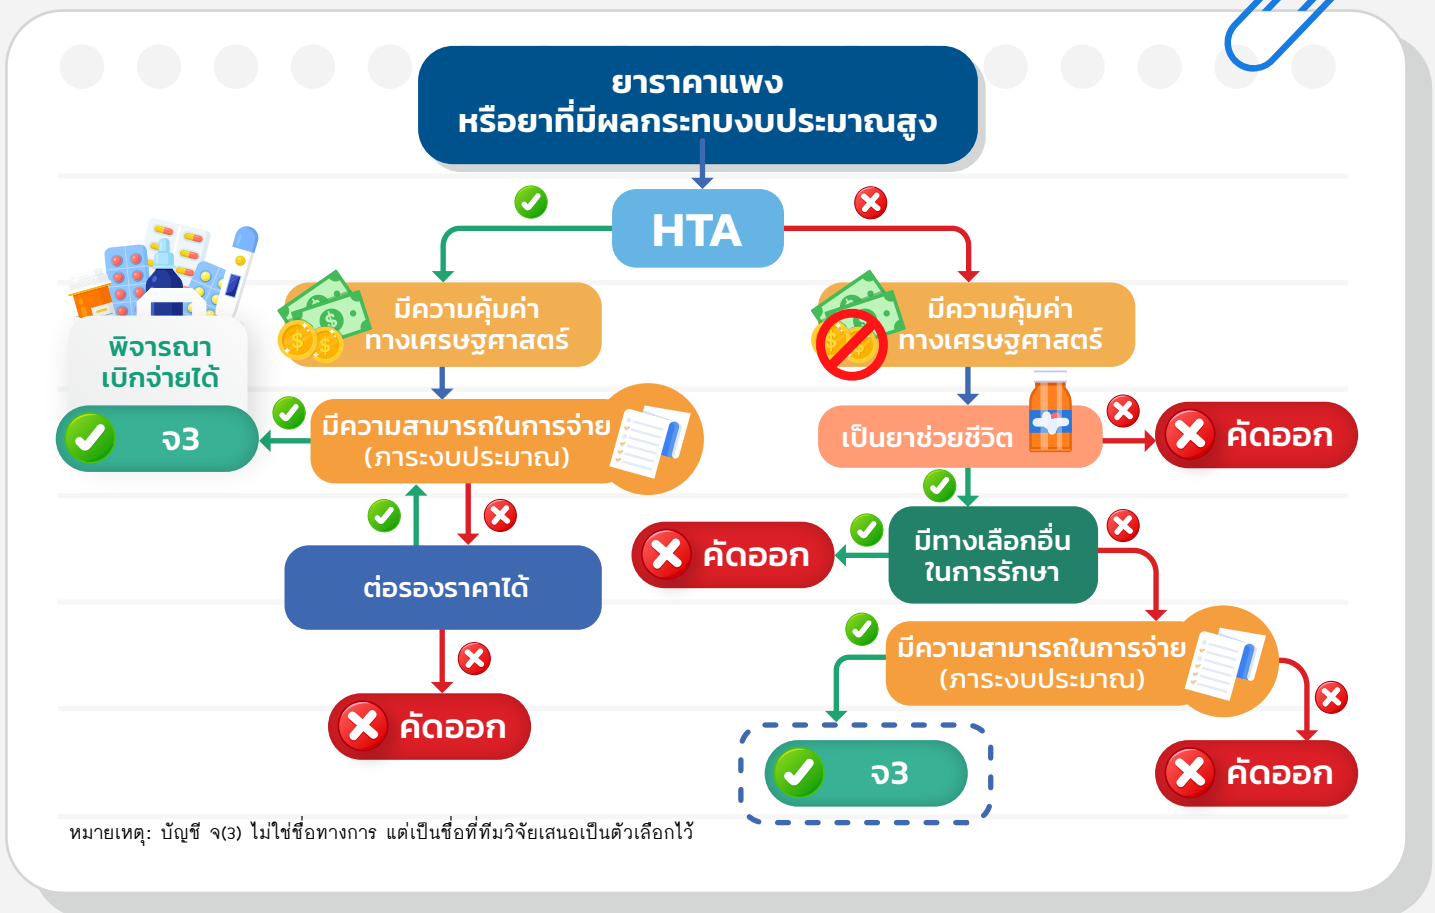 ยาราคาแพง
หรือยาที่มีผลกระทบงบประมาณสูง
HTA
มีความคุ้มค่า
ทางเศรษฐศาสตร์
มีความคุ้มค่า
ทางเศรษฐศาสตร์
พิจารณา
เบิกจ่ายได้
จ3
มีความสามารถในการจ่าย
(ภาระงบประมาณ)
เป็นยาช่วยชีวิต
คัดออก
คัดออก
มีทางเลือกอื่น
ในการรักษา
ต่อรองราคาได้
มีความสามารถในการจ่าย
(ภาระงบประมาณ)
คัดออก
จ3
คัดออก
หมายเหตุ: บัญชี จ(3) ไม่ใช่ชื่อทางการ แต่เป็นชื่อที่ทีมวิจัยเสนอเป็นตัวเลือกไว้